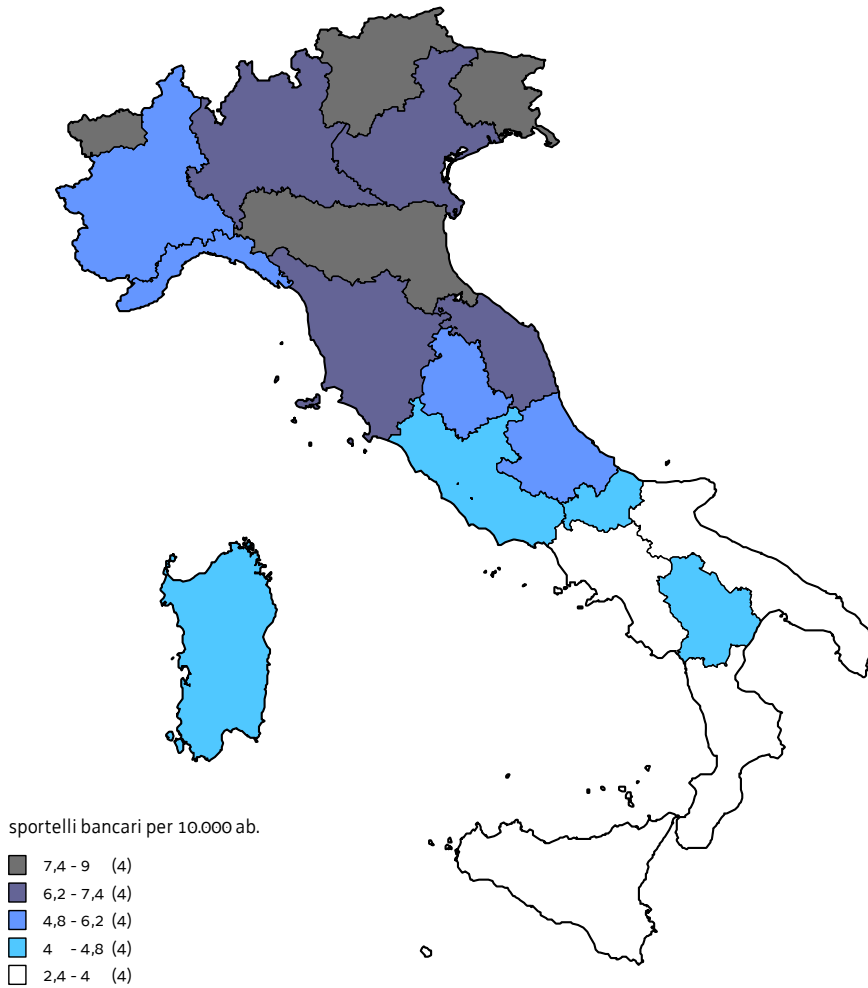 sportelli bancari per 10.000 ab.
7,4 - 9 (4)
6,2 - 7,4 (4)
4,8 - 6,2 (4)
4 - 4,8 (4)
2,4 - 4 (4)